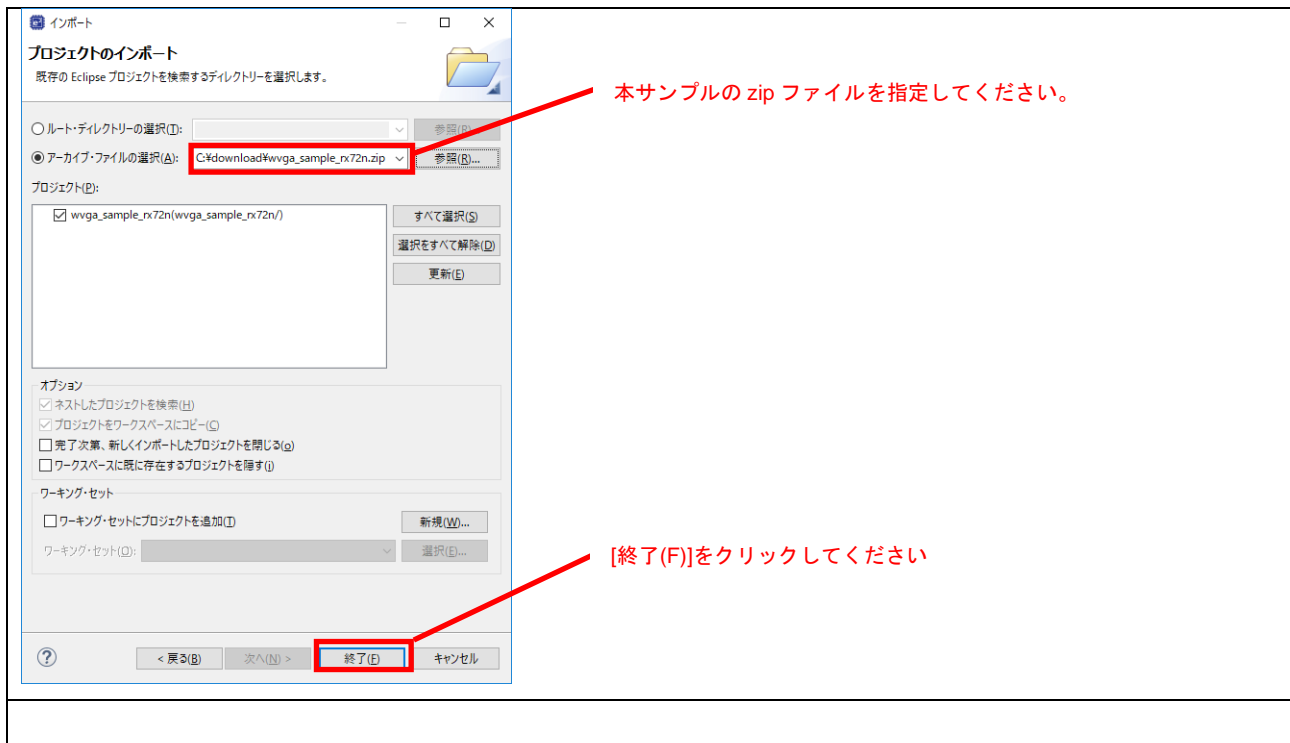 インポート
プロジェクトのインポート
既存の Eclipse プロジェクトを検索するディレクトリーを選択します。
本サンプルの zip ファイルを指定してください。
ルート・ディレクトリーの選択(T): 参照(R)...
アーカイブ・ファイルの選択(A): C:¥download¥wvga_sample_rx72n.zip 参照(R)...
プロジェクト(P):
wvga_sample_rx72n(wvga_sample_rx72n/)
すべて選択(S)
選択をすべて解除(D)
更新(E)
オプション
ネストしたプロジェクトを検索(H)
プロジェクトをワークスペースにコピー(C)
完了次第、新しくインポートしたプロジェクトを閉じる(o)
ワークスペースに既に存在するプロジェクトを隠す(i)
ワーキング・セット
ワーキング・セットにプロジェクトを追加(T) 新規(W)...
ワーキング・セット(O): 選択(E)...
[終了(F)]をクリックしてください
? < 戻る(B) 次へ(N) > 終了(F) キャンセル